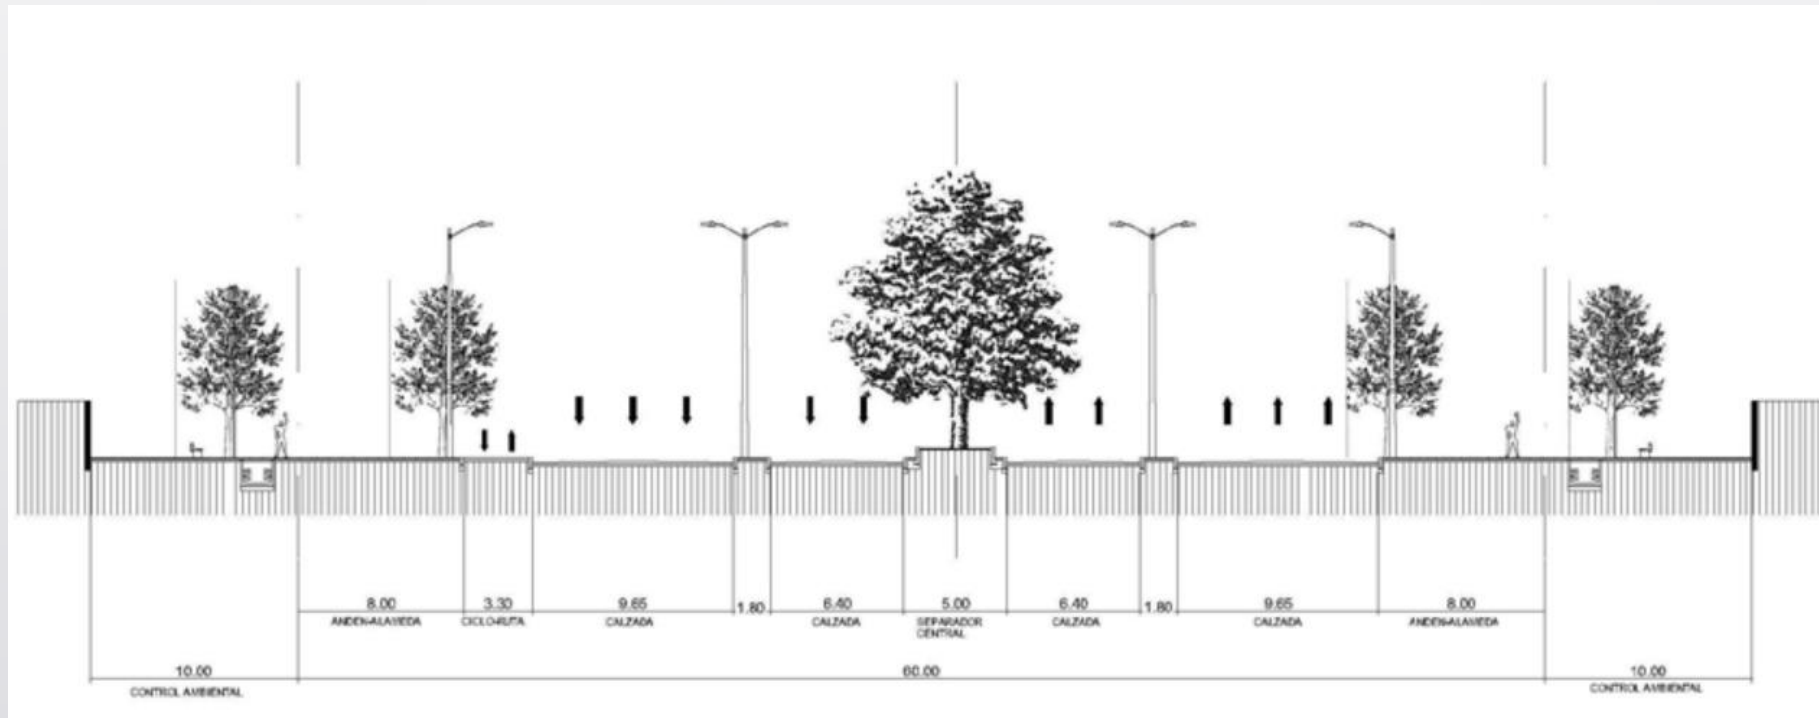 8.00 3.30 9.65 1.80 6.40 5.00 6.40 1.80 9.65 8.00
ANDEN-ALAMEDA CICLO-RUTA CALZADA CALZADA SEPARADOR CALZADA CALZADA ANDEN-ALAMEDA
CENTRAL
10.00 60.00 10.00
CONTROL AMBIENTAL CONTROL AMBIENTAL